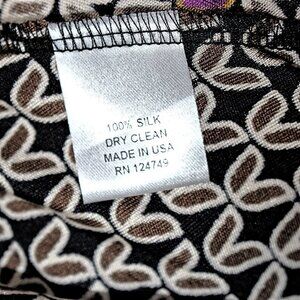 100% SILK
DRY CLEAN
MADE IN USA
RN 124749